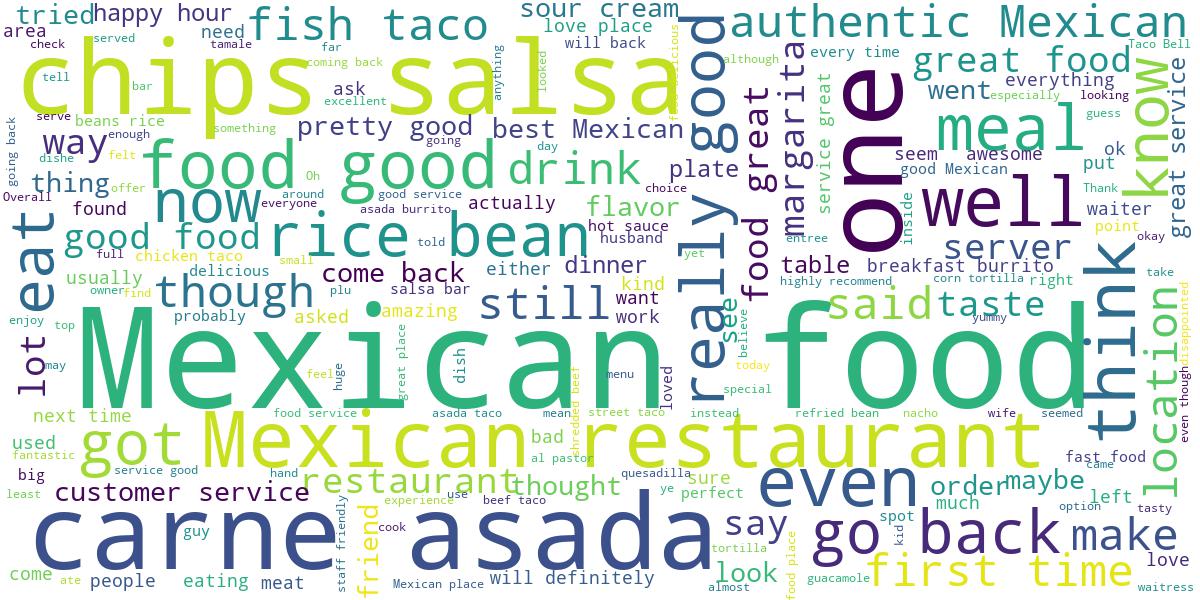 tried
happy hour
fish taco
sour cream
love place
authentic Mexican
area
need
check
served
tamale
far
will back
every time
Taco Bell
chips salsa
coming back
anything
looked
really good
although
great food
tell
bar
ask
excellent
margarita
service great
went
everything
especially
looking
know
great service
serve
beans rice
something
pretty good
best Mexican
food great
one
meal
guess
going back
way
enough
going
day
seem
awesome
ok
dishe
felt
food good
drink
plate
good Mexican
put
thing
offer
Oh
choice
Thank
Overall
now
around
good service
everyone
asada burrito
actually
flavor
well
waiter
found
hot sauce
inside
point
eat
good food
rice bean
told
husband
entree
server
okay
full
chicken taco
small
yet
table
breakfast burrito
think
usually
delicious
come back
either
dinner
kind
highly recommend
corn tortilla
right
take
owner
find
though
plu
salsa bar
still
want
see
said
taste
location
disappointed
enjoy
top
probably
asked
amazing
work
believe
yummy
lot
Mexican food
may
feel
huge
great place
dish
menu
loved
today
special
even though
shredded beef
next time
food service
asada taco
mean
street taco
instead
refried bean
nacho
wife
seemed
used
got
Mexican restaurant
bad
fantastic
al pastor
fast food
came
big
service good
hand
restaurant
thought
quesadilla
sure
even
order
maybe
least
customer service
experience
use
beef taco
ye
perfect
much
left
option
tasty
carne asada
guy
staff friendly
friend
cook
say
go back
spot
kid
make
tortilla
love
come
ate
people
eating
meat
Mexican place
will definitely
look
almost
food place
guacamole
first time
waitress